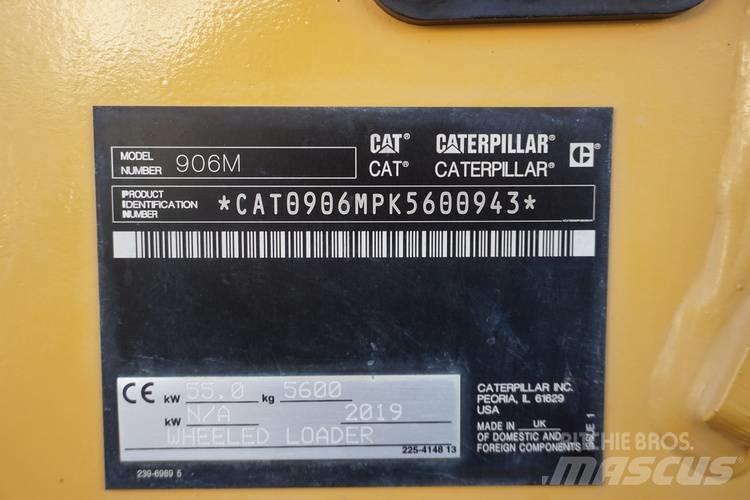 MODEL NUMBER 906M
CAT® CATERPILLAR®
CAT® CATERPILLAR®
PRODUCT IDENTIFICATION NUMBER *CAT0906MPK5600943*
CE kW 55,0 kg 5600
kW N/A 2019
WHEELED LOADER
225-4148 13
239-6989 5
CATERPILLAR INC.
PEORIA, IL 61629
USA
MADE IN UK
OF DOMESTIC AND
FOREIGN COMPONENTS
ISSUE 1
RITCHIE BROS.
MASCUS